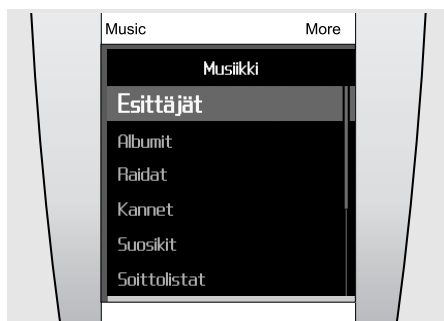 Music More
Musiikki
Esittäjät
Albumit
Raidat
Kannet
Suosikit
Soittolistat